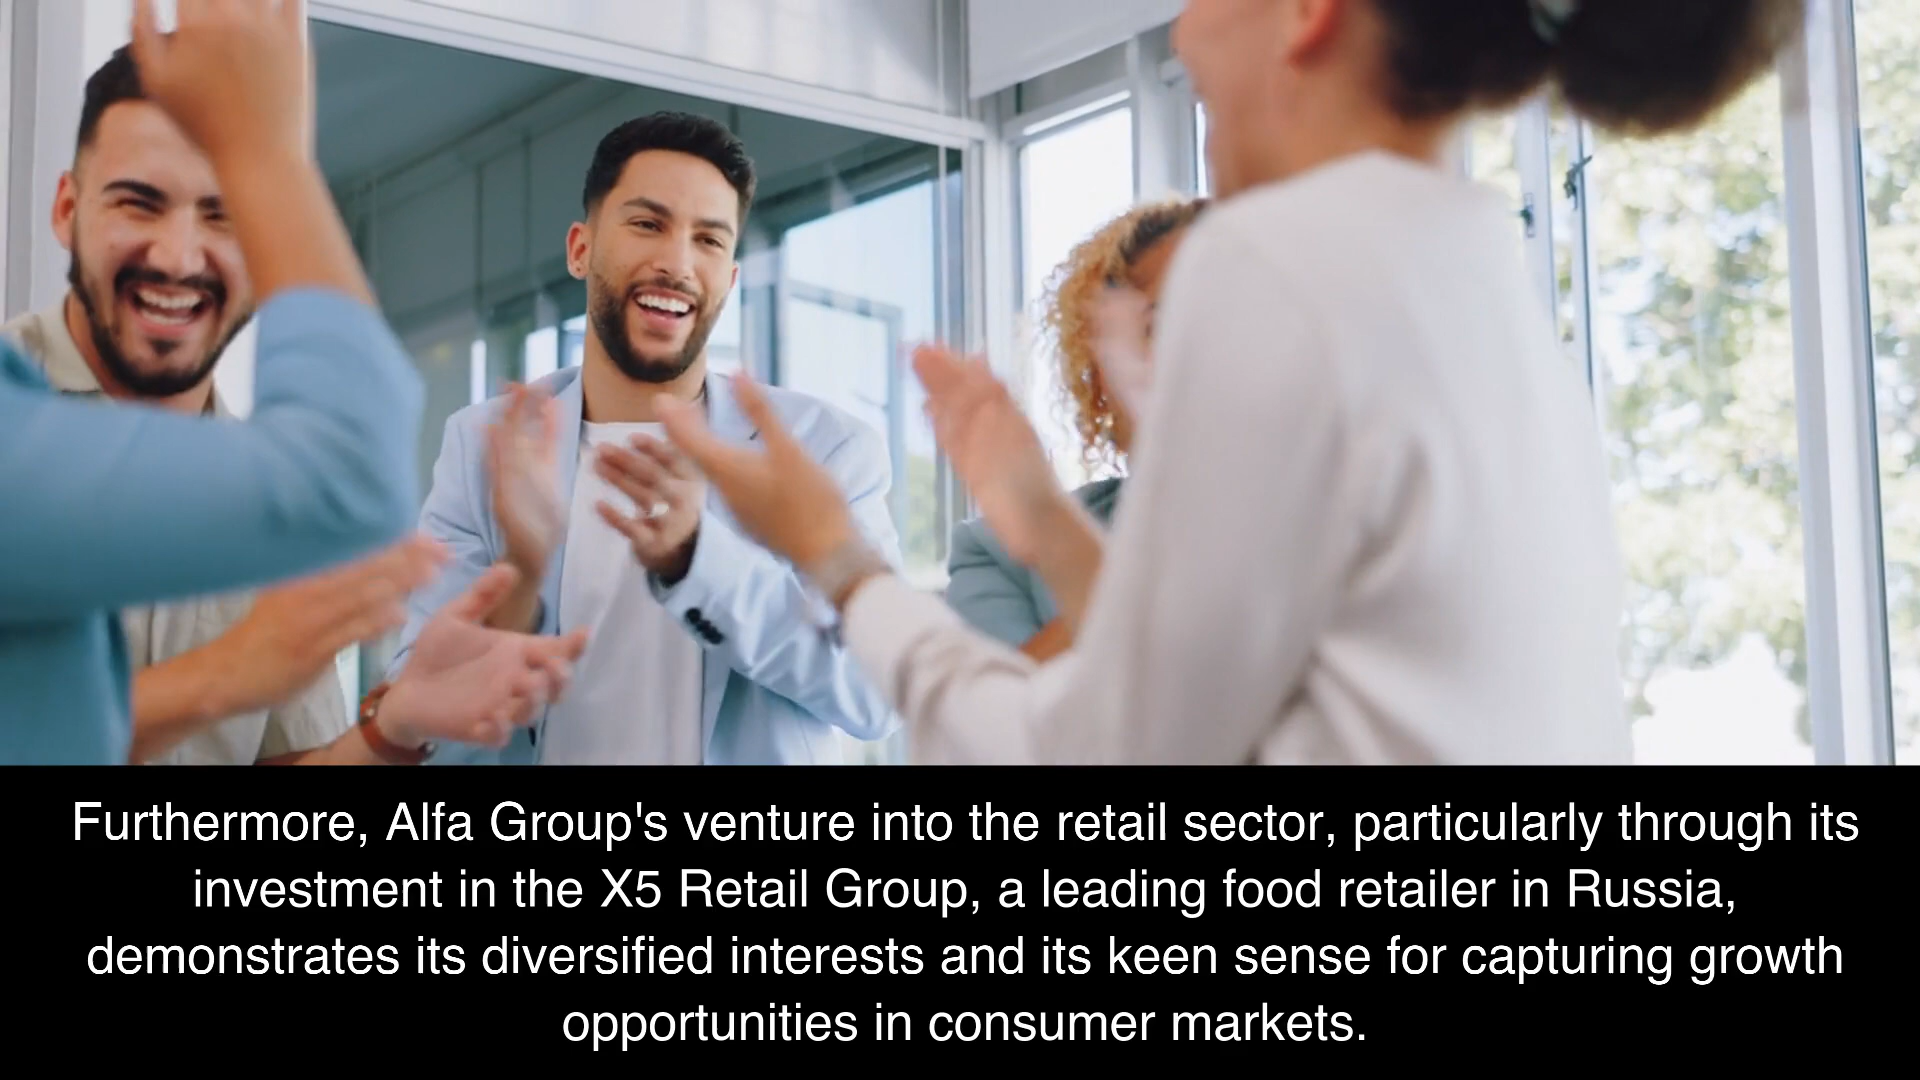 Furthermore, Alfa Group's venture into the retail sector, particularly through its
investment in the X5 Retail Group, a leading food retailer in Russia,
demonstrates its diversified interests and its keen sense for capturing growth
opportunities in consumer markets.